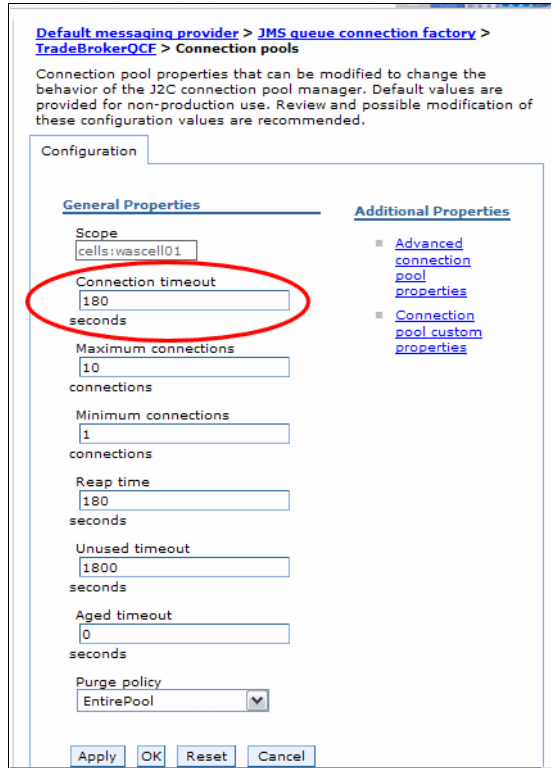 Default messaging provider > JMS queue connection factory >
TradeBrokerQCF > Connection pools
Connection pool properties that can be modified to change the
behavior of the J2C connection pool manager. Default values are
provided for non-production use. Review and possible modification of
these configuration values are recommended.
Configuration
General Properties
Scope
cells:wascell01
Connection timeout
180
seconds
Maximum connections
10
connections
Minimum connections
1
connections
Reap time
180
seconds
Unused timeout
1800
seconds
Aged timeout
0
seconds
Purge policy
EntirePool
Apply OK Reset Cancel
Additional Properties
Advanced
connection
pool
properties
Connection
pool custom
properties